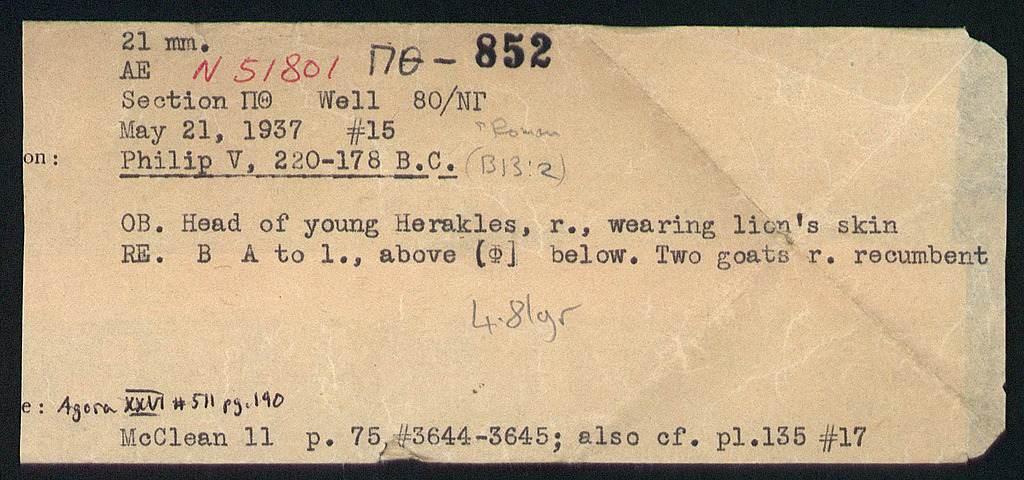 21 mm.
AE N 51801 ΠΘ - 852
Section ΠΘ Well 80/ΝΓ
May 21, 1937 #15 "Roman
on: Philip V, 220-178 B.C. (B13:2)
OB. Head of young Herakles, r., wearing lion's skin
RE. B A to l., above [Φ] below. Two goats r. recumbent
4.81gr
e: Agora XXVI #511 pg. 190
McClean 11 p. 75, #3644-3645; also cf. pl.135 #17